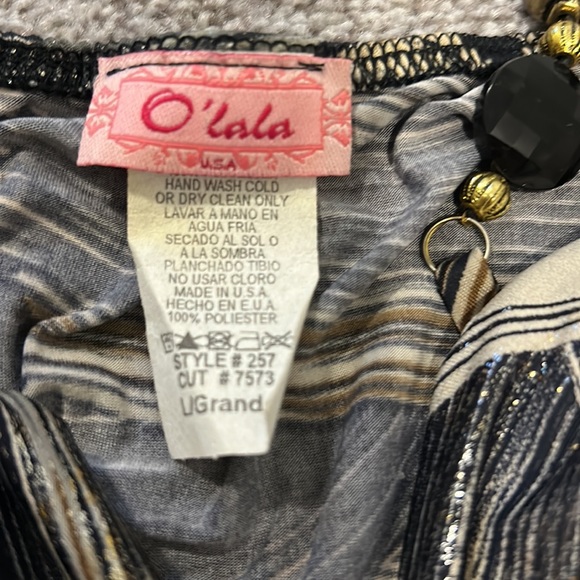 O'lala
U.S.A
HAND WASH COLD
OR DRY CLEAN ONLY
LAVAR A MANO EN
AGUA FRIA
SECADO AL SOL O
A LA SOMBRA
PLANCHADO TIBIO
NO USAR CLORO
MADE IN U.S.A.
HECHO EN E.U.A.
100% POLIESTER
STYLE # 257
CUT # 7573
L/Grand